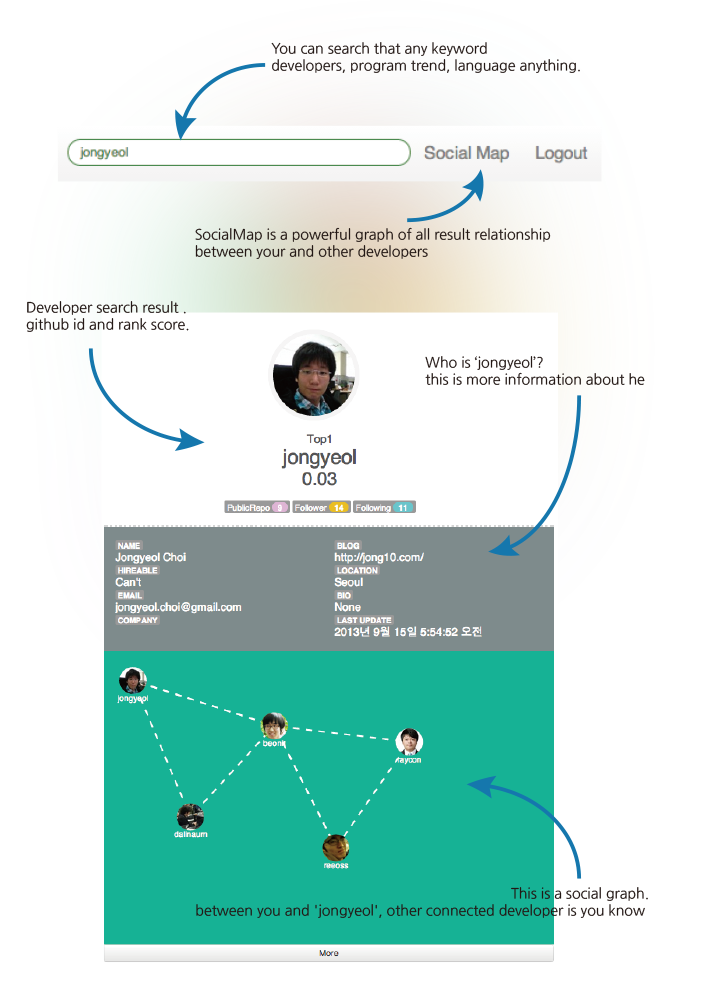 You can search that any keyword
developers, program trend, language anything.
jongyeol
Social Map
Logout
SocialMap is a powerful graph of all result relationship
between your and other developers
Developer search result .
github id and rank score.
Who is ‘jongyeol’?
this is more information about he
Top1
jongyeol
0.03
PublicRepo 9 Follower 14 Following 11
NAME
Jongyeol Choi
HIREABLE
Can't
EMAIL
jongyeol.choi@gmail.com
COMPANY
BLOG
http://jong10.com/
LOCATION
Seoul
BIO
None
LAST UPDATE
2013년 9월 15일 5:54:52 오전
jongyeol
beonit
rayoon
dalinaum
reeoss
This is a social graph.
between you and 'jongyeol', other connected developer is you know
More